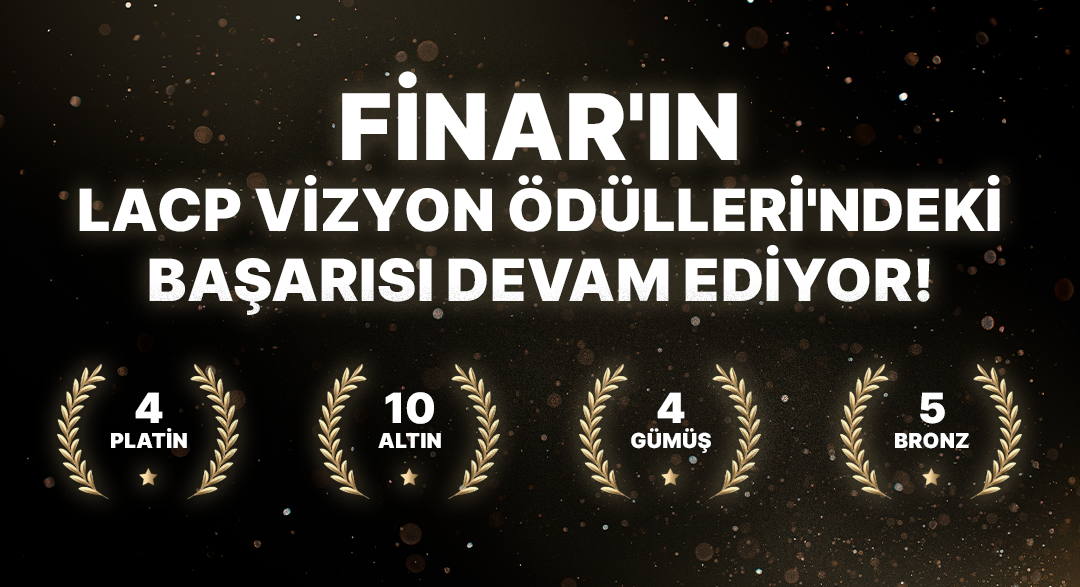 FİNAR'IN
LACP VİZYON ÖDÜLLERİ'NDEKİ
BAŞARISI DEVAM EDİYOR!
4
PLATİN
10
ALTIN
4
GÜMÜŞ
5
BRONZ